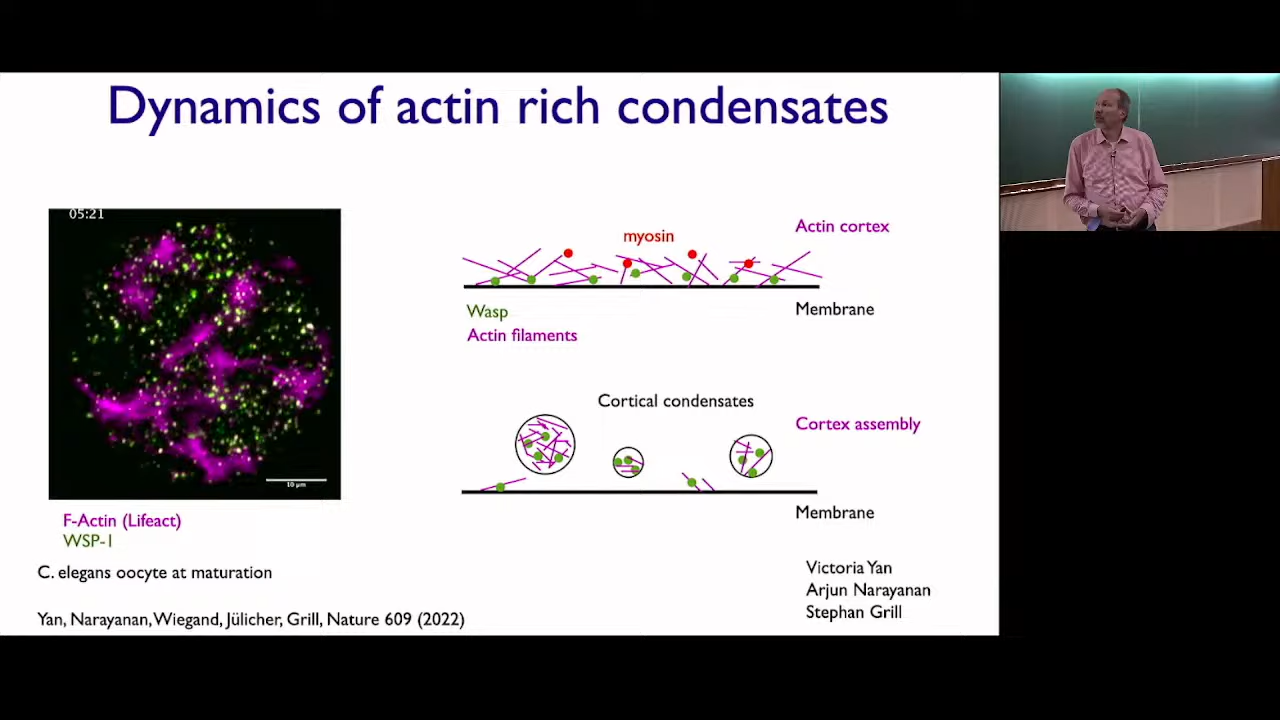 Dynamics of actin rich condensates
05:21
10 μm
F-Actin (Lifeact)
WSP-1
C. elegans oocyte at maturation
Yan, Narayanan, Wiegand, Jülicher, Grill, Nature 609 (2022)
myosin
Actin cortex
Wasp
Actin filaments
Membrane
Cortical condensates
Cortex assembly
Membrane
Victoria Yan
Arjun Narayanan
Stephan Grill